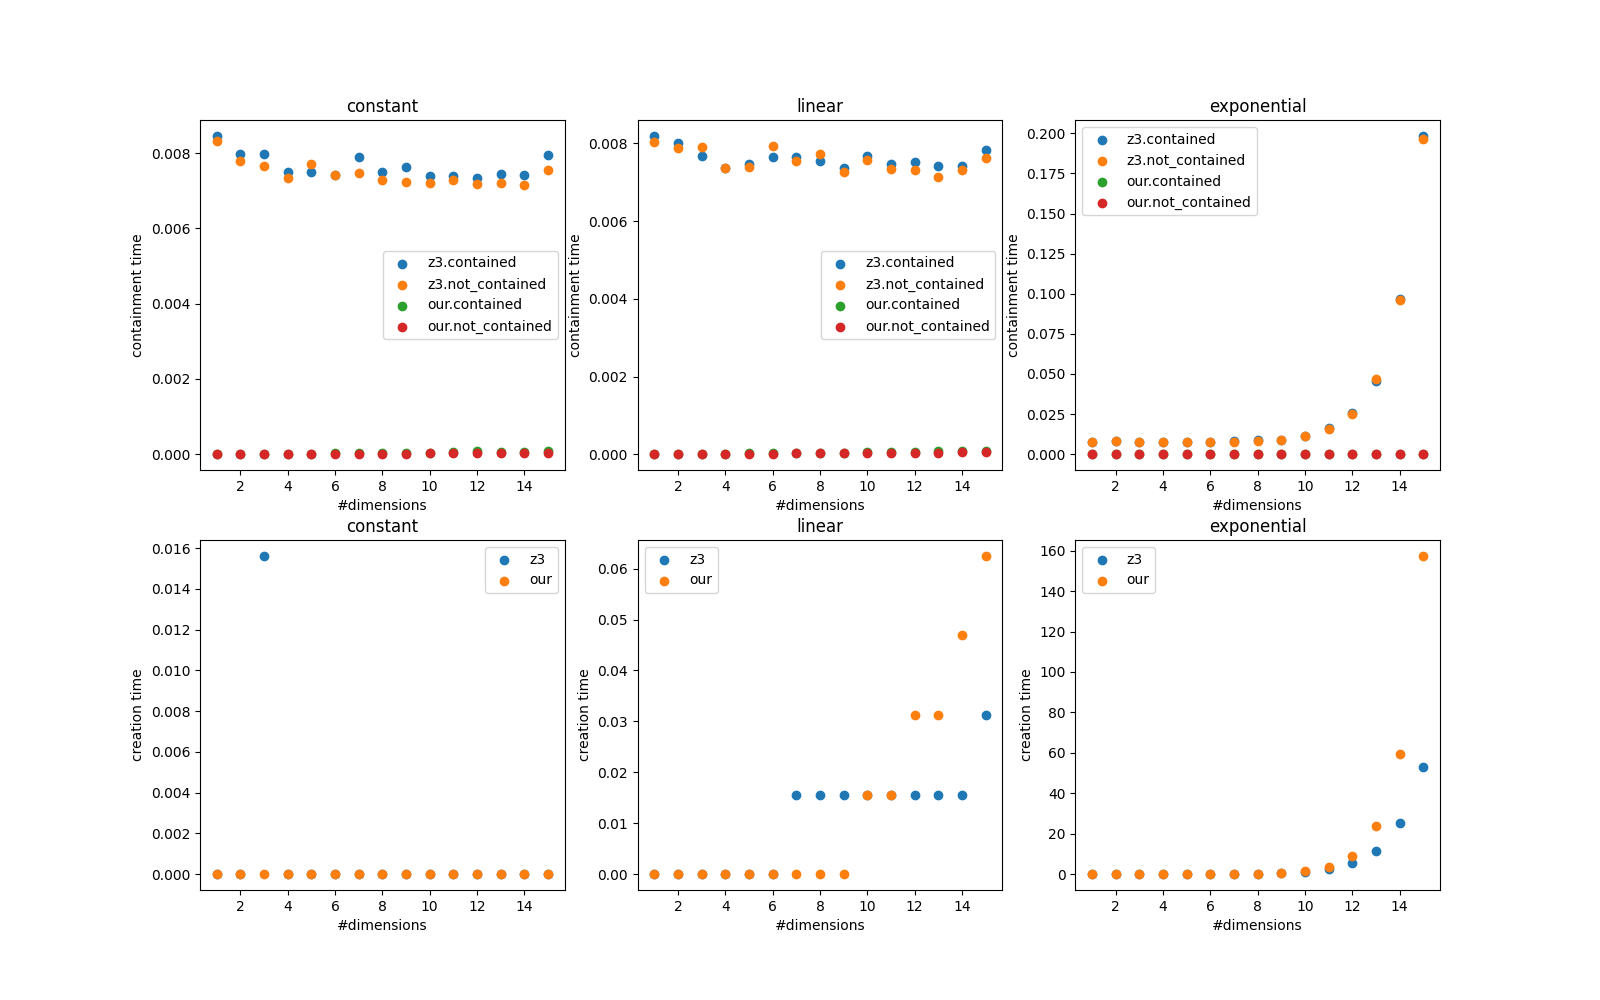 constant
containment time
0.008
0.006
0.004
0.002
0.000
z3.contained
z3.not_contained
our.contained
our.not_contained
2 4 6 8 10 12 14
#dimensions
linear
containment time
0.008
0.006
0.004
0.002
0.000
z3.contained
z3.not_contained
our.contained
our.not_contained
2 4 6 8 10 12 14
#dimensions
exponential
containment time
0.200
0.175
0.150
0.125
0.100
0.075
0.050
0.025
0.000
z3.contained
z3.not_contained
our.contained
our.not_contained
2 4 6 8 10 12 14
#dimensions
constant
creation time
0.016
0.014
0.012
0.010
0.008
0.006
0.004
0.002
0.000
z3
our
2 4 6 8 10 12 14
#dimensions
linear
creation time
0.06
0.05
0.04
0.03
0.02
0.01
0.00
z3
our
2 4 6 8 10 12 14
#dimensions
exponential
creation time
160
140
120
100
80
60
40
20
0
z3
our
2 4 6 8 10 12 14
#dimensions